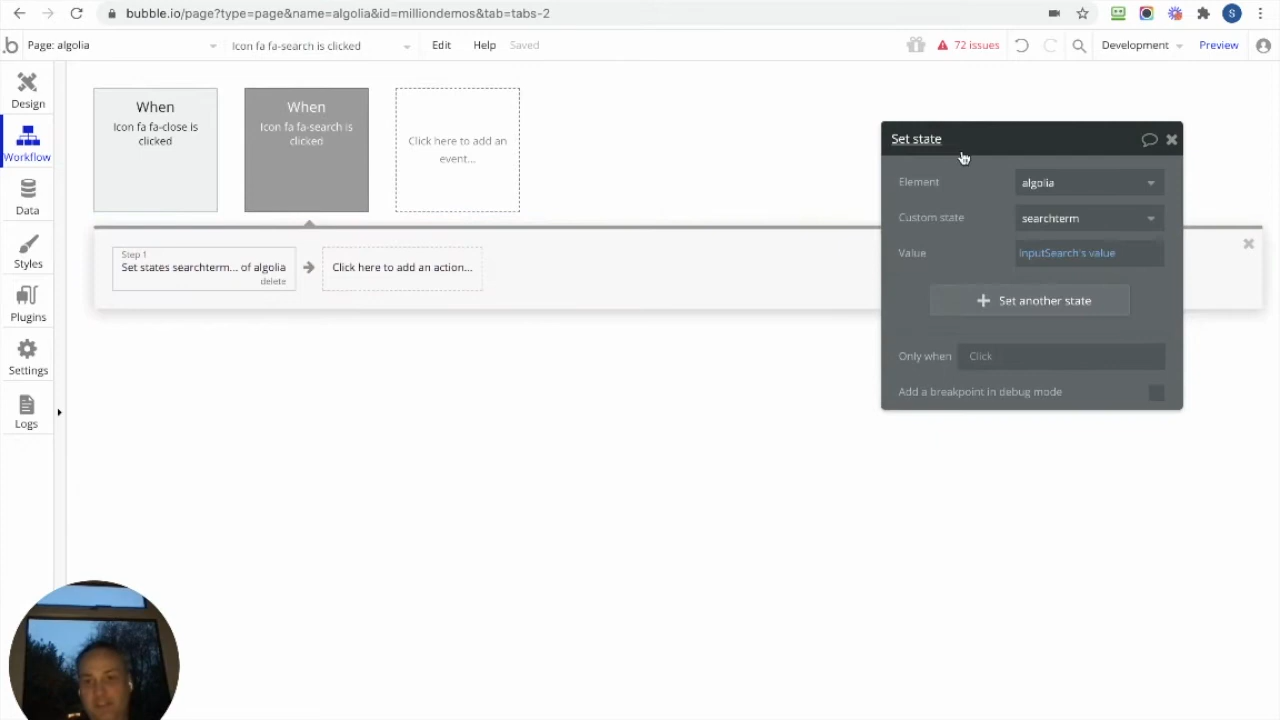 bubble.io/page?type=page&name=algolia&id=milliondemos&tab=tabs-2
S
.b
Page: algolia
Icon fa fa-search is clicked
Edit
Help
Saved
72 issues
Development
Preview
Design
Workflow
Data
Styles
Plugins
Settings
Logs
When
Icon fa fa-close is
clicked
When
Icon fa fa-search is
clicked
Click here to add an
event...
Step 1
Set states searchterm... of algolia
delete
Click here to add an action...
Set state
Element
algolia
Custom state
searchterm
Value
InputSearch's value
Set another state
Only when
Click
Add a breakpoint in debug mode